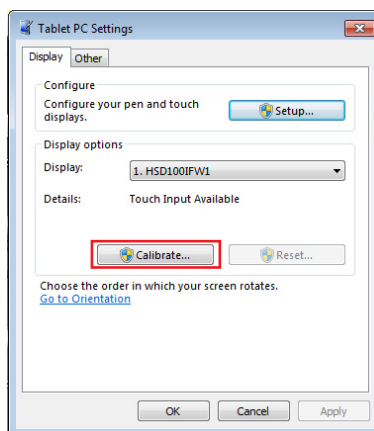 Tablet PC Settings
Display Other
Configure
Configure your pen and touch
displays.
Setup...
Display options
Display: 1. HSD100IFW1
Details: Touch Input Available
Calibrate... Reset...
Choose the order in which your screen rotates.
Go to Orientation
OK Cancel Apply